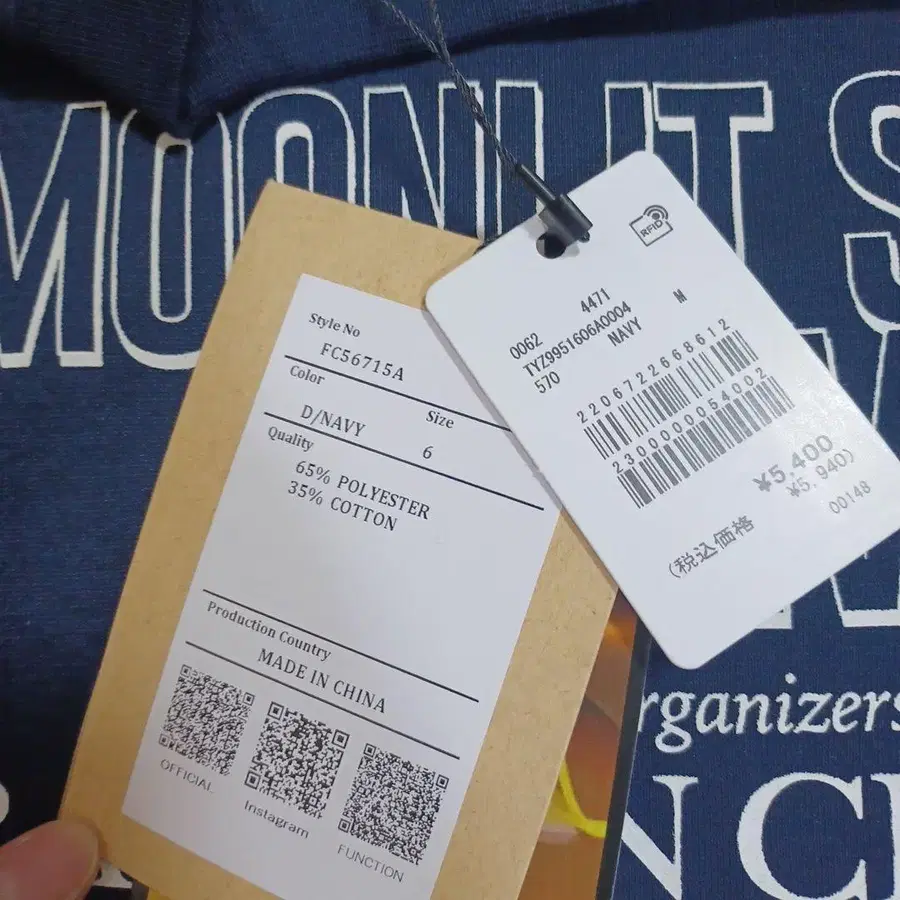 MOONLIT S
Style No
FC56715A
Color
Size
D/NAVY
6
Quality
65% POLYESTER
35% COTTON
Production Country
MADE IN CHINA
OFFICIAL
Instagram
FUNCTION
RFID
0062 4471
TYZ9951606A0004 M
570 NAVY
2206722668612
2300000054002
¥5,400
(税込価格 ¥5,940)
00148
rganizers
N C